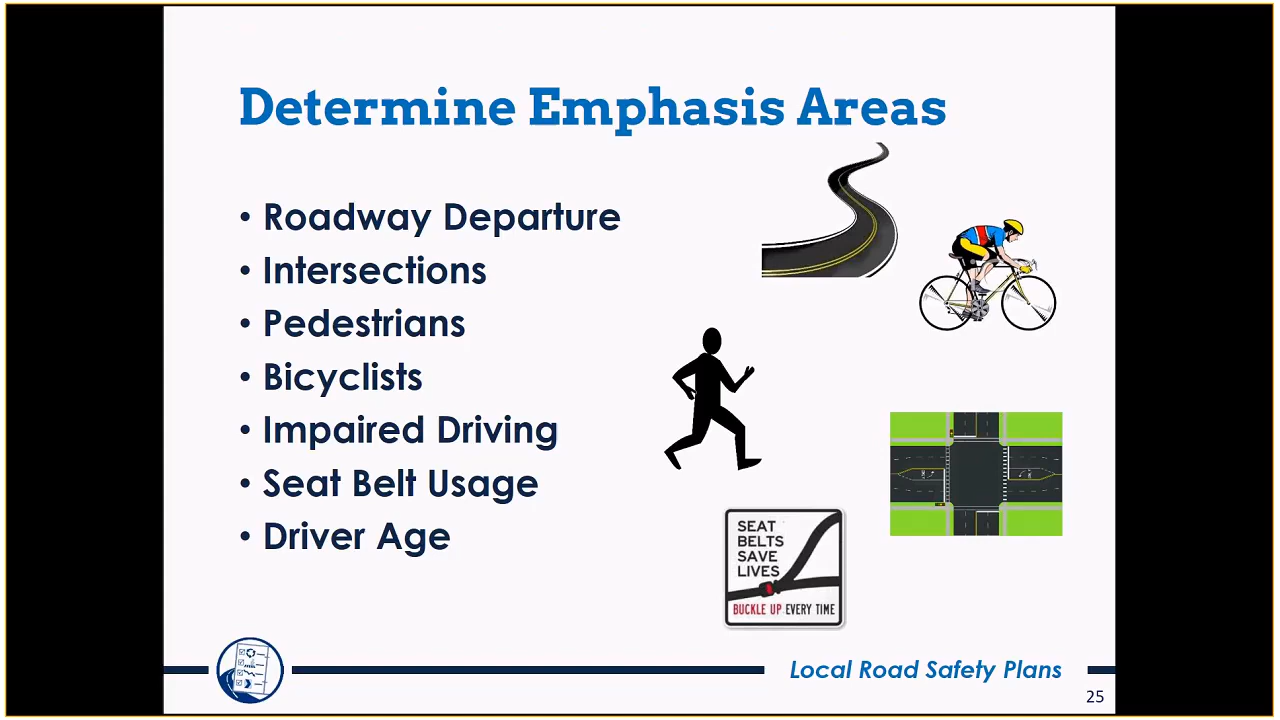 Determine Emphasis Areas
• Roadway Departure
• Intersections
• Pedestrians
• Bicyclists
• Impaired Driving
• Seat Belt Usage
• Driver Age
SEAT
BELTS
SAVE
LIVES
BUCKLE UP EVERY TIME
Local Road Safety Plans
25